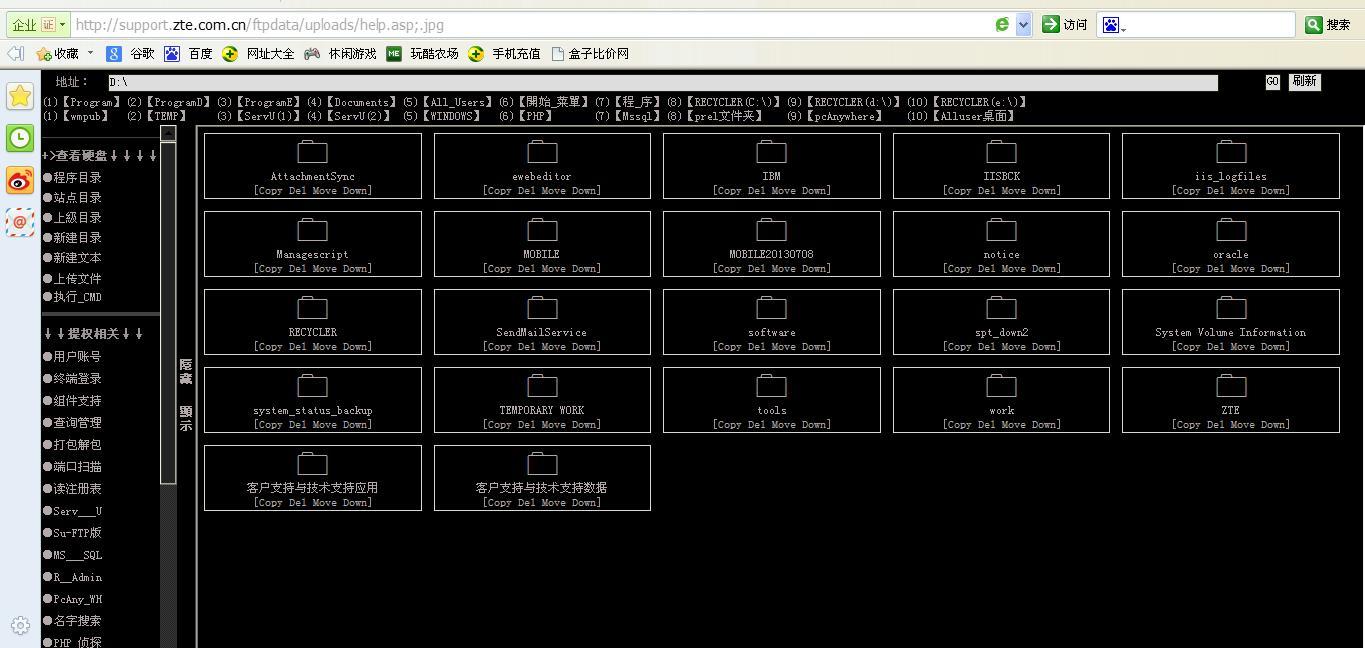 企业 证 http://support.zte.com.cn/ftpdata/uploads/help.asp;.jpg 访问 搜索
收藏 谷歌 百度 网址大全 休闲游戏 ME 玩酷农场 手机充值 盒子比价网
地址： D:\ GO 刷新
(1)【Program】 (2)【ProgramD】 (3)【ProgramE】 (4)【Documents】 (5)【All_Users】 (6)【開始_菜單】 (7)【程_序】 (8)【RECYCLER(C:\)】 (9)【RECYCLER(d:\)】 (10)【RECYCLER(e:\)】
(1)【wmpub】 (2)【TEMP】 (3)【ServU(1)】 (4)【ServU(2)】 (5)【WINDOWS】 (6)【PHP】 (7)【Mssql】 (8)【prel文件夹】 (9)【pcAnywhere】 (10)【Alluser桌面】
+>查看硬盘↓↓↓↓
●程序目录
●站点目录
●上級目录
●新建目录
●新建文本
●上传文件
●执行_CMD
↓↓提权相关↓↓
●用户账号
●终端登录
●组件支持
●查询管理
●打包解包
●端口扫描
●读注册表
●Serv___U
●Su-FTP版
●MS___SQL
●R__Admin
●PcAny_WH
●名字搜索
●PHP 侦探
隐藏 顯示
AttachmentSync ewebeditor IBM IISBCK iis_logfiles
[Copy Del Move Down] [Copy Del Move Down] [Copy Del Move Down] [Copy Del Move Down] [Copy Del Move Down]
Managescript MOBILE MOBILE20130708 notice oracle
[Copy Del Move Down] [Copy Del Move Down] [Copy Del Move Down] [Copy Del Move Down] [Copy Del Move Down]
RECYCLER SendMailService software spt_down2 System Volume Information
[Copy Del Move Down] [Copy Del Move Down] [Copy Del Move Down] [Copy Del Move Down] [Copy Del Move Down]
system_status_backup TEMPORARY WORK tools work ZTE
[Copy Del Move Down] [Copy Del Move Down] [Copy Del Move Down] [Copy Del Move Down] [Copy Del Move Down]
客户支持与技术支持应用 客户支持与技术支持数据
[Copy Del Move Down] [Copy Del Move Down]